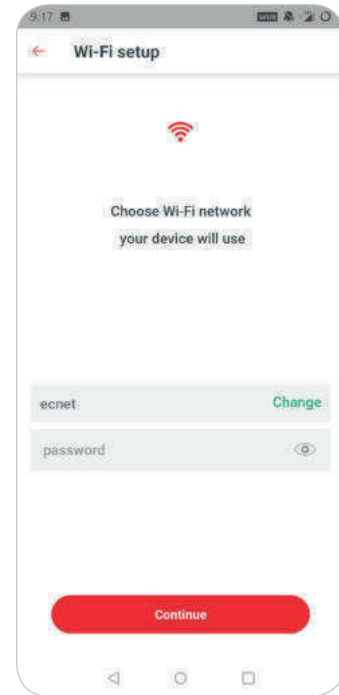 9:17
Wi-Fi setup
Choose Wi-Fi network
your device will use
ecnet Change
password
Continue